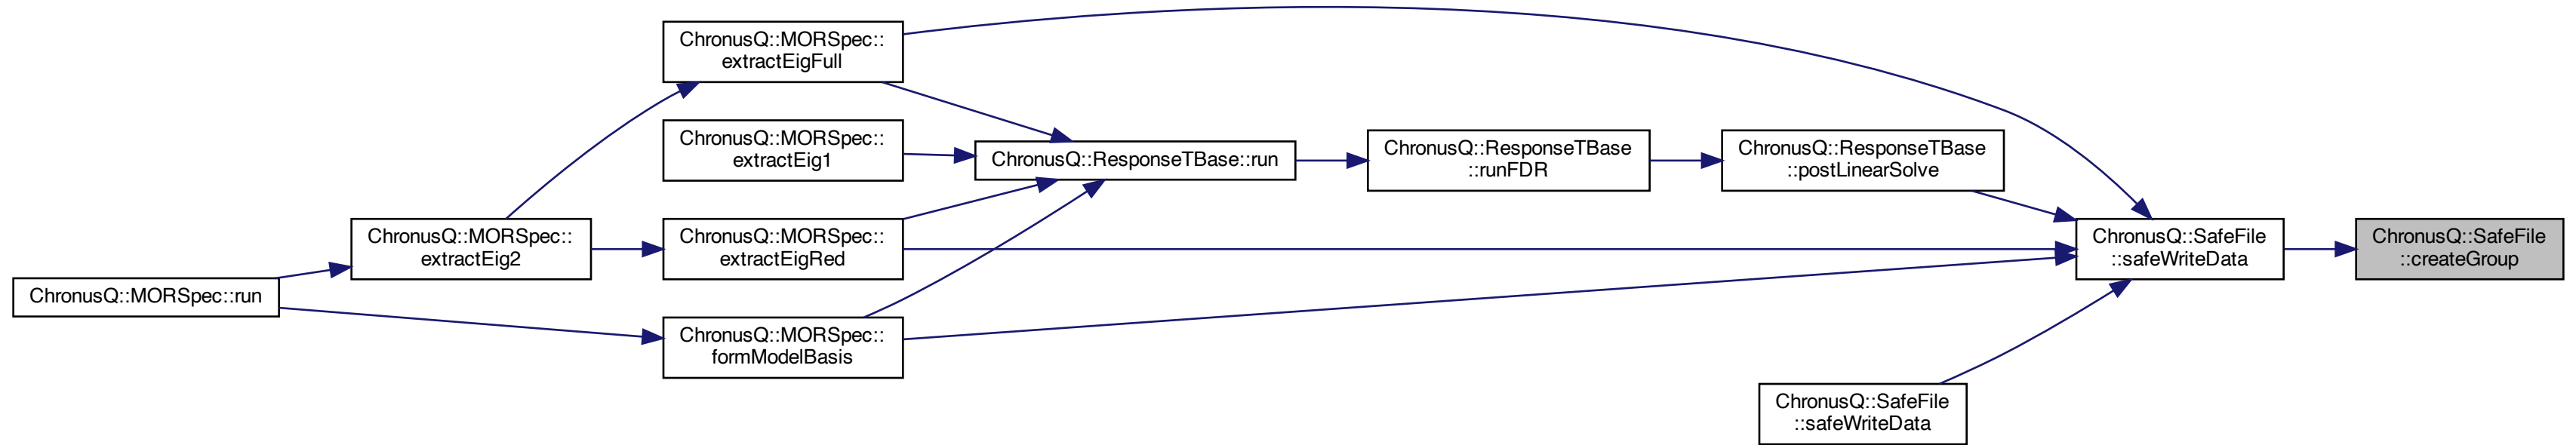 ChronusQ::MORSpec::
extractEigFull
ChronusQ::MORSpec::
extractEig1
ChronusQ::ResponseTBase::run
ChronusQ::ResponseTBase
::runFDR
ChronusQ::ResponseTBase
::postLinearSolve
ChronusQ::MORSpec::
extractEig2
ChronusQ::MORSpec::
extractEigRed
ChronusQ::SafeFile
::safeWriteData
ChronusQ::SafeFile
::createGroup
ChronusQ::MORSpec::run
ChronusQ::MORSpec::
formModelBasis
ChronusQ::SafeFile
::safeWriteData